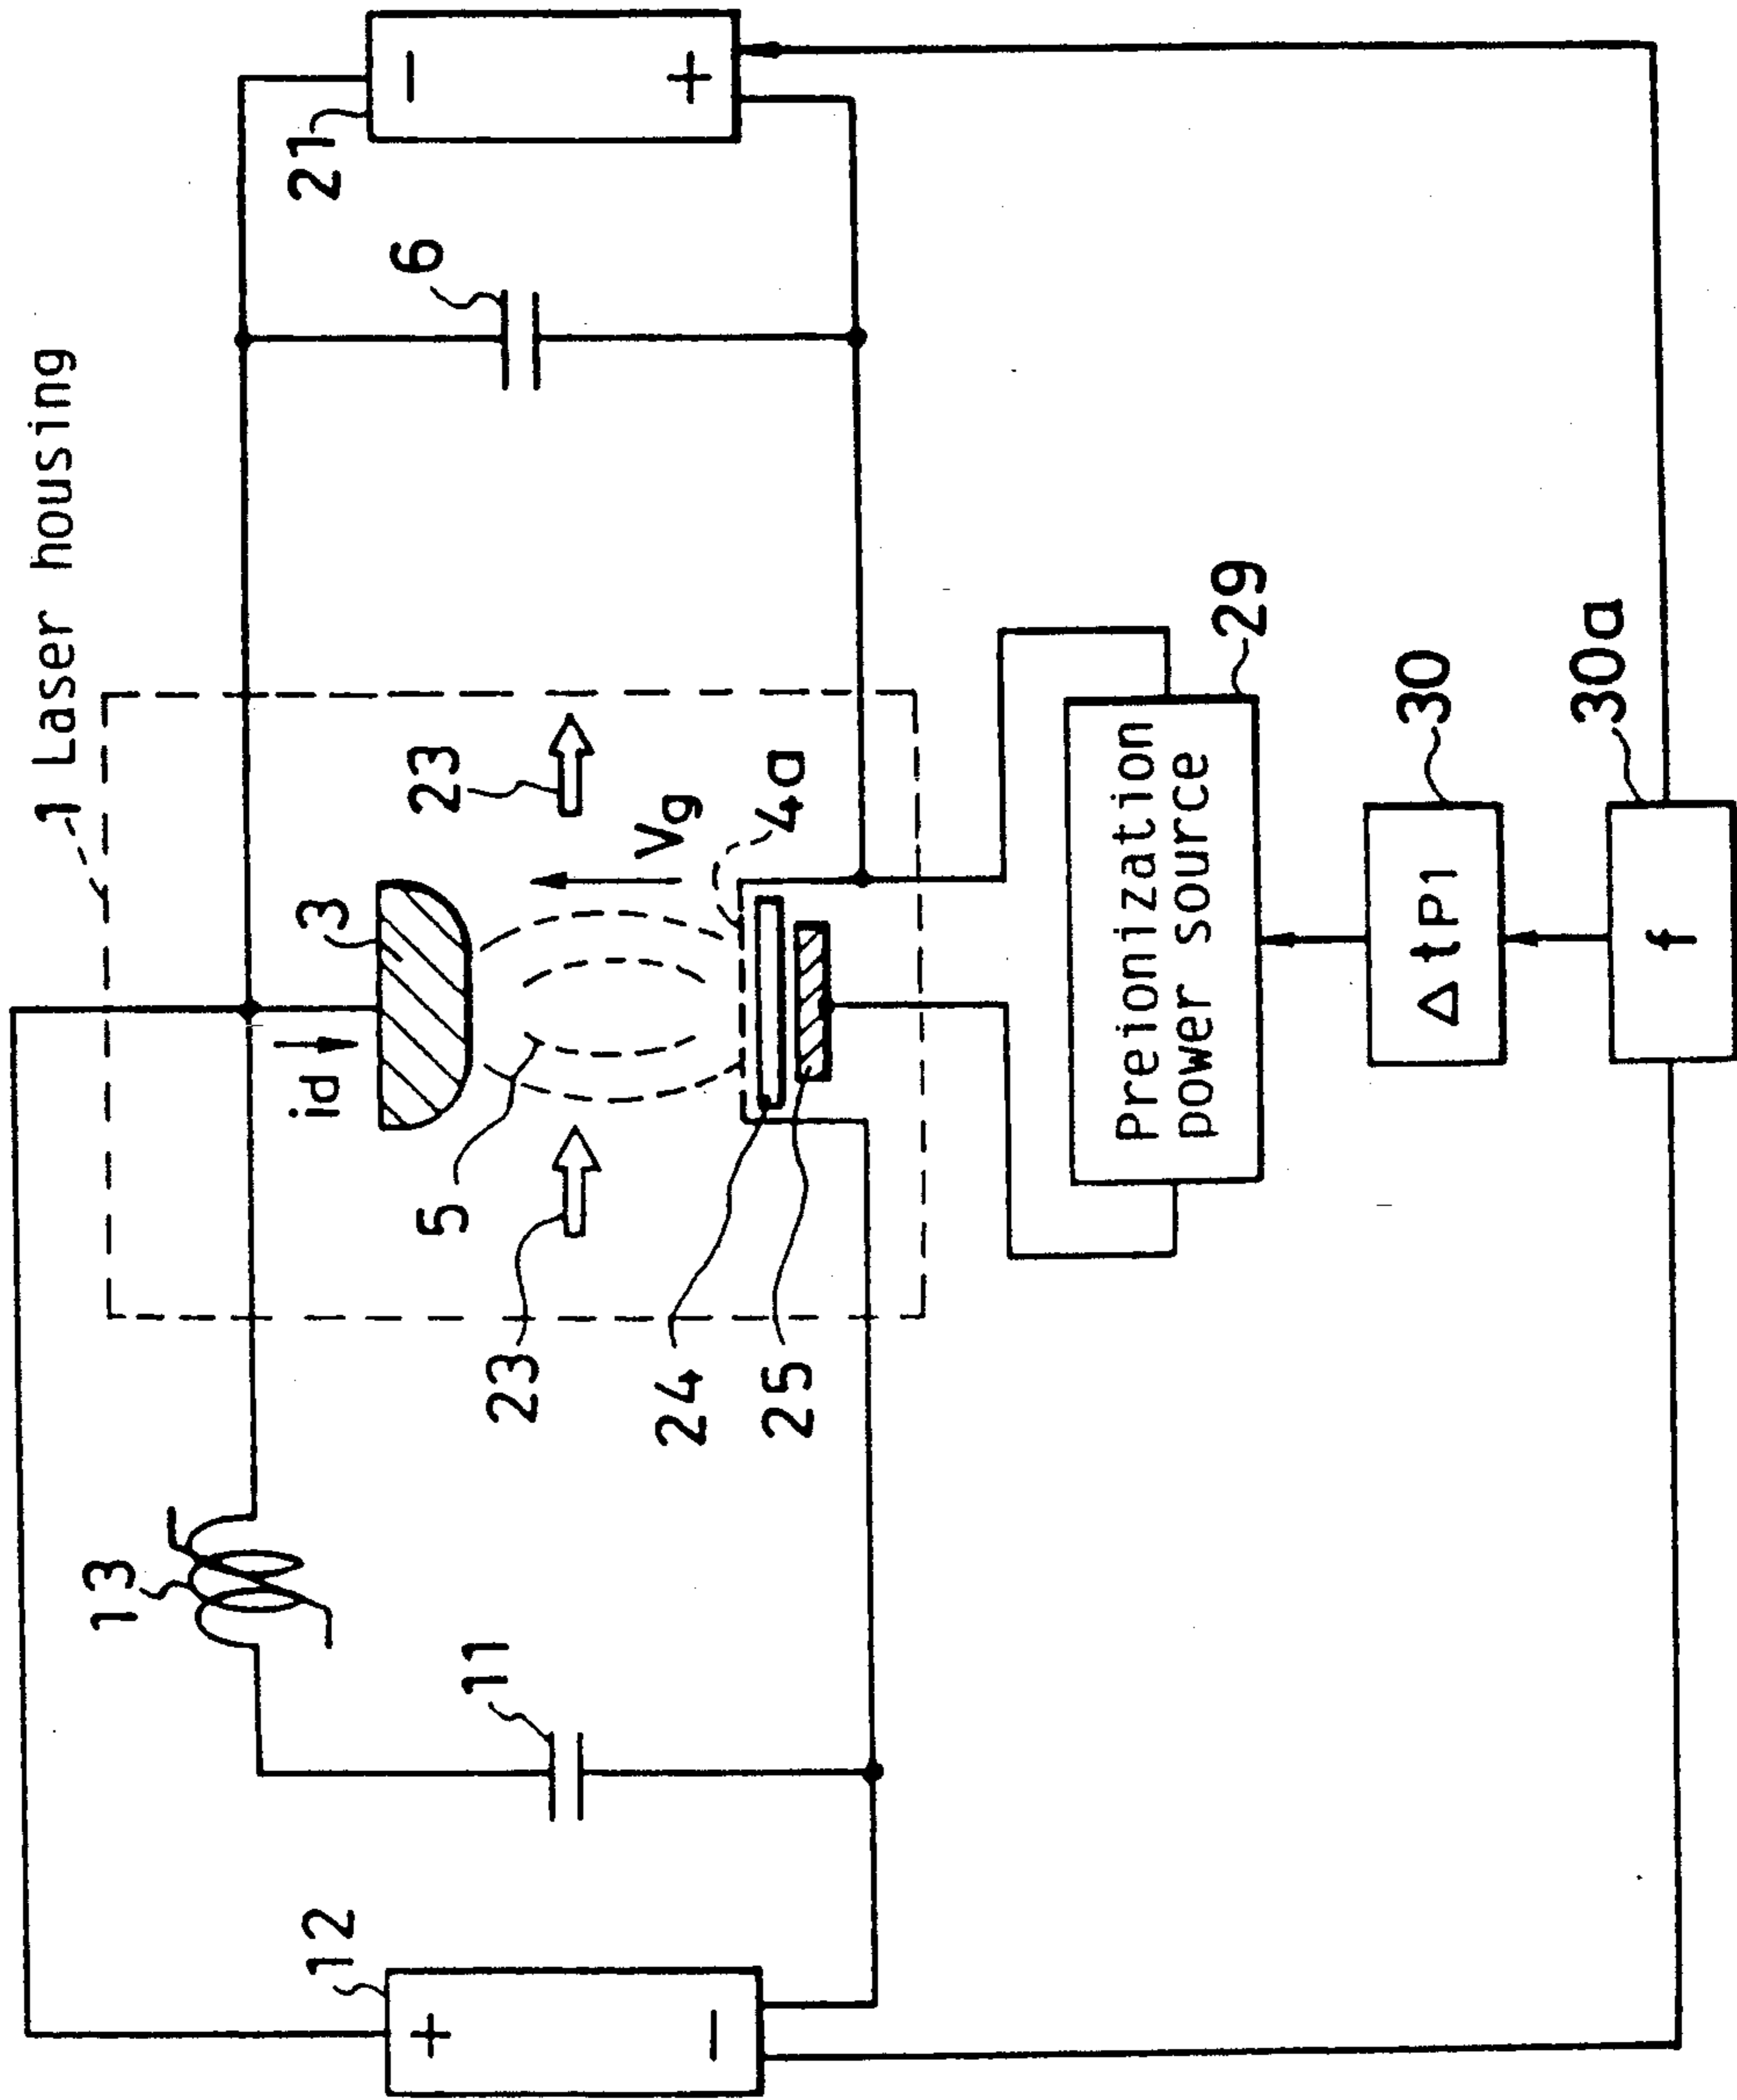 1 Laser housing
12
+
−
13
11
id
3
5
23
23
Vg
4a
24
25
6
21
−
+
Preionization
power source
29
ΔtP1
30
f
30a